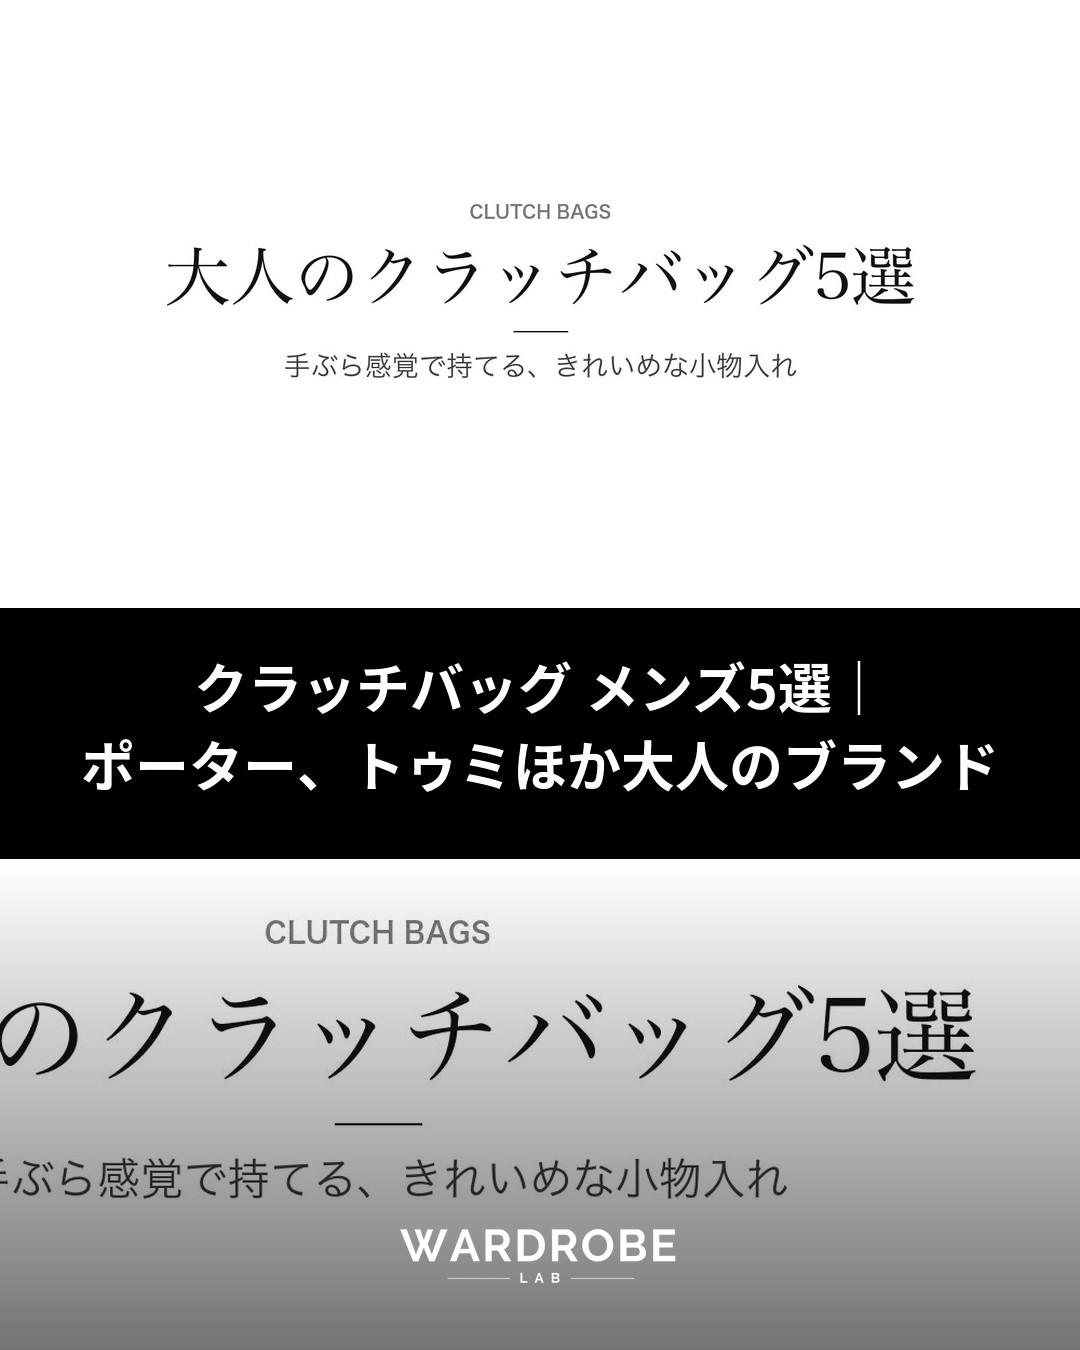 CLUTCH BAGS
大人のクラッチバッグ5選
手ぶら感覚で持てる、きれいめな小物入れ
クラッチバッグ メンズ5選｜
ポーター、トゥミほか大人のブランド
CLUTCH BAGS
のクラッチバッグ5選
手ぶら感覚で持てる、きれいめな小物入れ
WARDROBE
LAB